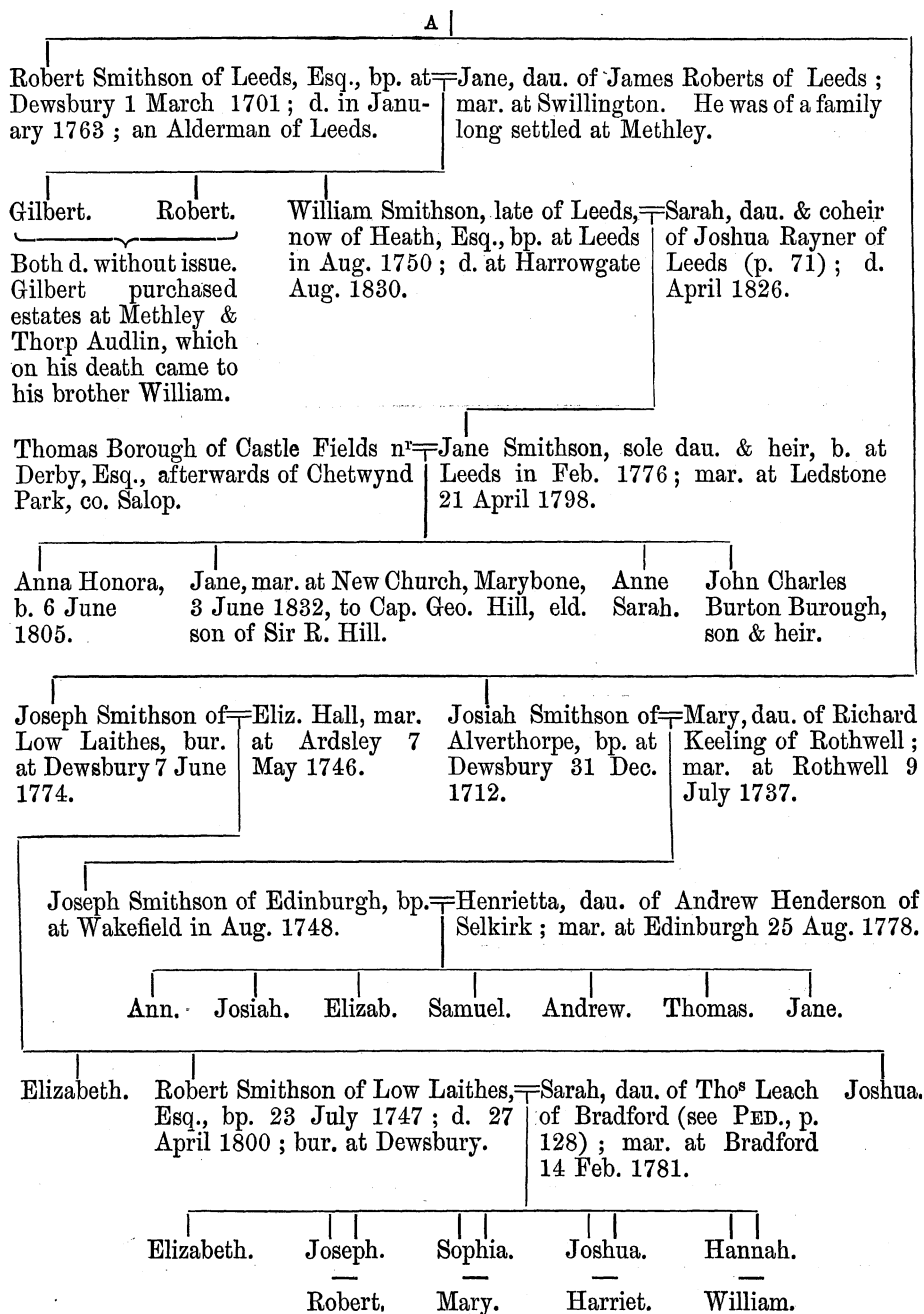 A
Robert Smithson of Leeds, Esq., bp. at
Dewsbury 1 March 1701 ; d. in Janu-
ary 1763 ; an Alderman of Leeds.
Jane, dau. of James Roberts of Leeds ;
mar. at Swillington. He was of a family
long settled at Methley.
Gilbert.
Robert.
Both d. without issue.
Gilbert purchased
estates at Methley &
Thorp Audlin, which
on his death came to
his brother William.
William Smithson, late of Leeds,
now of Heath, Esq., bp. at Leeds
in Aug. 1750 ; d. at Harrowgate
Aug. 1830.
Sarah, dau. & coheir
of Joshua Rayner of
Leeds (p. 71) ; d.
April 1826.
Thomas Borough of Castle Fields nʳ
Derby, Esq., afterwards of Chetwynd
Park, co. Salop.
Jane Smithson, sole dau. & heir, b. at
Leeds in Feb. 1776 ; mar. at Ledstone
21 April 1798.
Anna Honora,
b. 6 June
1805.
Jane, mar. at New Church, Marybone,
3 June 1832, to Cap. Geo. Hill, eld.
son of Sir R. Hill.
Anne
Sarah.
John Charles
Burton Burough,
son & heir.
Joseph Smithson of
Low Laithes, bur.
at Dewsbury 7 June
1774.
Eliz. Hall, mar.
at Ardsley 7
May 1746.
Josiah Smithson of
Alverthorpe, bp. at
Dewsbury 31 Dec.
1712.
Mary, dau. of Richard
Keeling of Rothwell ;
mar. at Rothwell 9
July 1737.
Joseph Smithson of Edinburgh, bp.
at Wakefield in Aug. 1748.
Henrietta, dau. of Andrew Henderson of
Selkirk ; mar. at Edinburgh 25 Aug. 1778.
Ann. Josiah. Elizab. Samuel. Andrew. Thomas. Jane.
Elizabeth.
Robert Smithson of Low Laithes,
Esq., bp. 23 July 1747 ; d. 27
April 1800 ; bur. at Dewsbury.
Sarah, dau. of Thoˢ Leach
of Bradford (see PED., p.
128) ; mar. at Bradford
14 Feb. 1781.
Joshua.
Elizabeth. Joseph. Sophia. Joshua. Hannah.
Robert. Mary. Harriet. William.